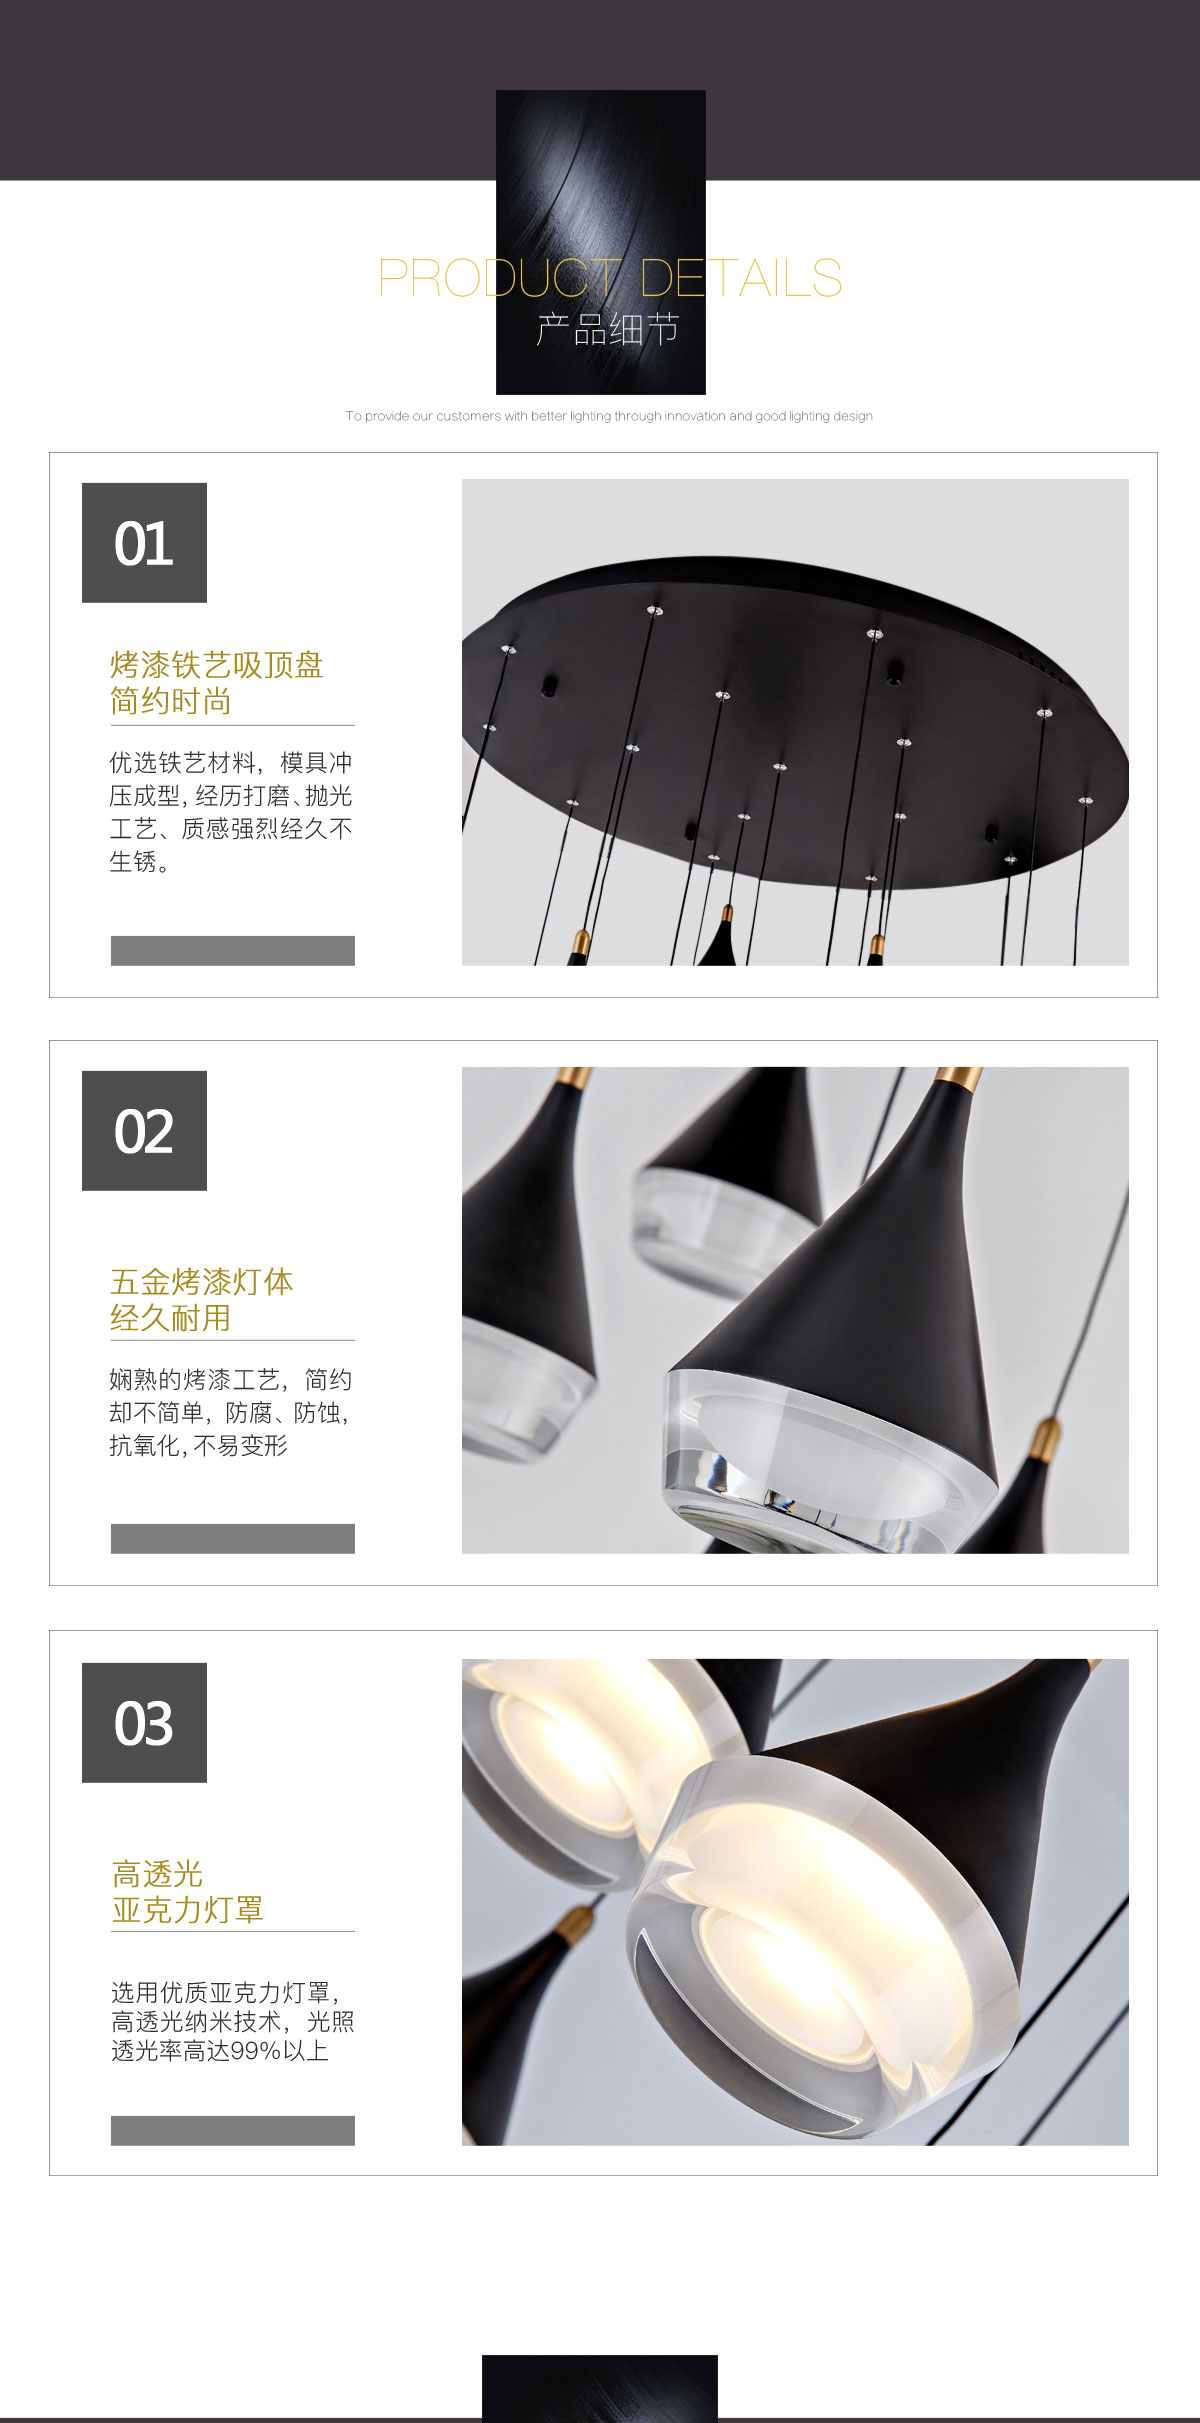 PRODUCT DETAILS
产品细节
To provide our customers with better lighting through innovation and good lighting design
01
烤漆铁艺吸顶盘
简约时尚
优选铁艺材料，模具冲
压成型，经历打磨、抛光
工艺、质感强烈经久不
生锈。
02
五金烤漆灯体
经久耐用
娴熟的烤漆工艺，简约
却不简单，防腐、防蚀，
抗氧化，不易变形
03
高透光
亚克力灯罩
选用优质亚克力灯罩，
高透光纳米技术，光照
透光率高达99%以上